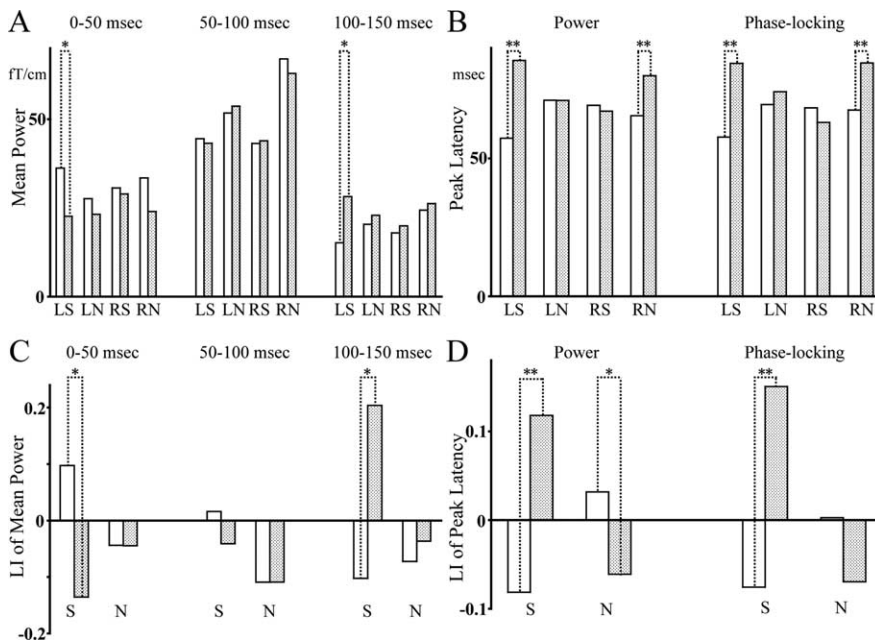 A 0-50 msec 50-100 msec 100-150 msec
* *
fT/cm
50
Mean Power
0
LS LN RS RN LS LN RS RN LS LN RS RN
B Power Phase-locking
** ** ** **
msec
50
Peak Latency
0
LS LN RS RN LS LN RS RN
C 0-50 msec 50-100 msec 100-150 msec
* *
0.2
LI of Mean Power
0
S N S N S N
-0.2
D Power Phase-locking
** * **
0.1
LI of Peak Latency
0
-0.1
S N S N